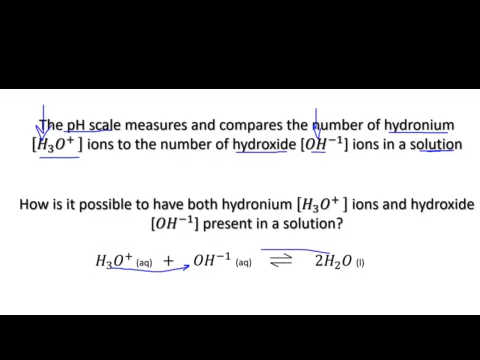 The pH scale measures and compares the number of hydronium
[H₃O⁺] ions to the number of hydroxide [OH⁻¹] ions in a solution
How is it possible to have both hydronium [H₃O⁺] ions and hydroxide
[OH⁻¹] present in a solution?
H₃O⁺ (aq) + OH⁻¹ (aq) ⇌ 2H₂O (l)